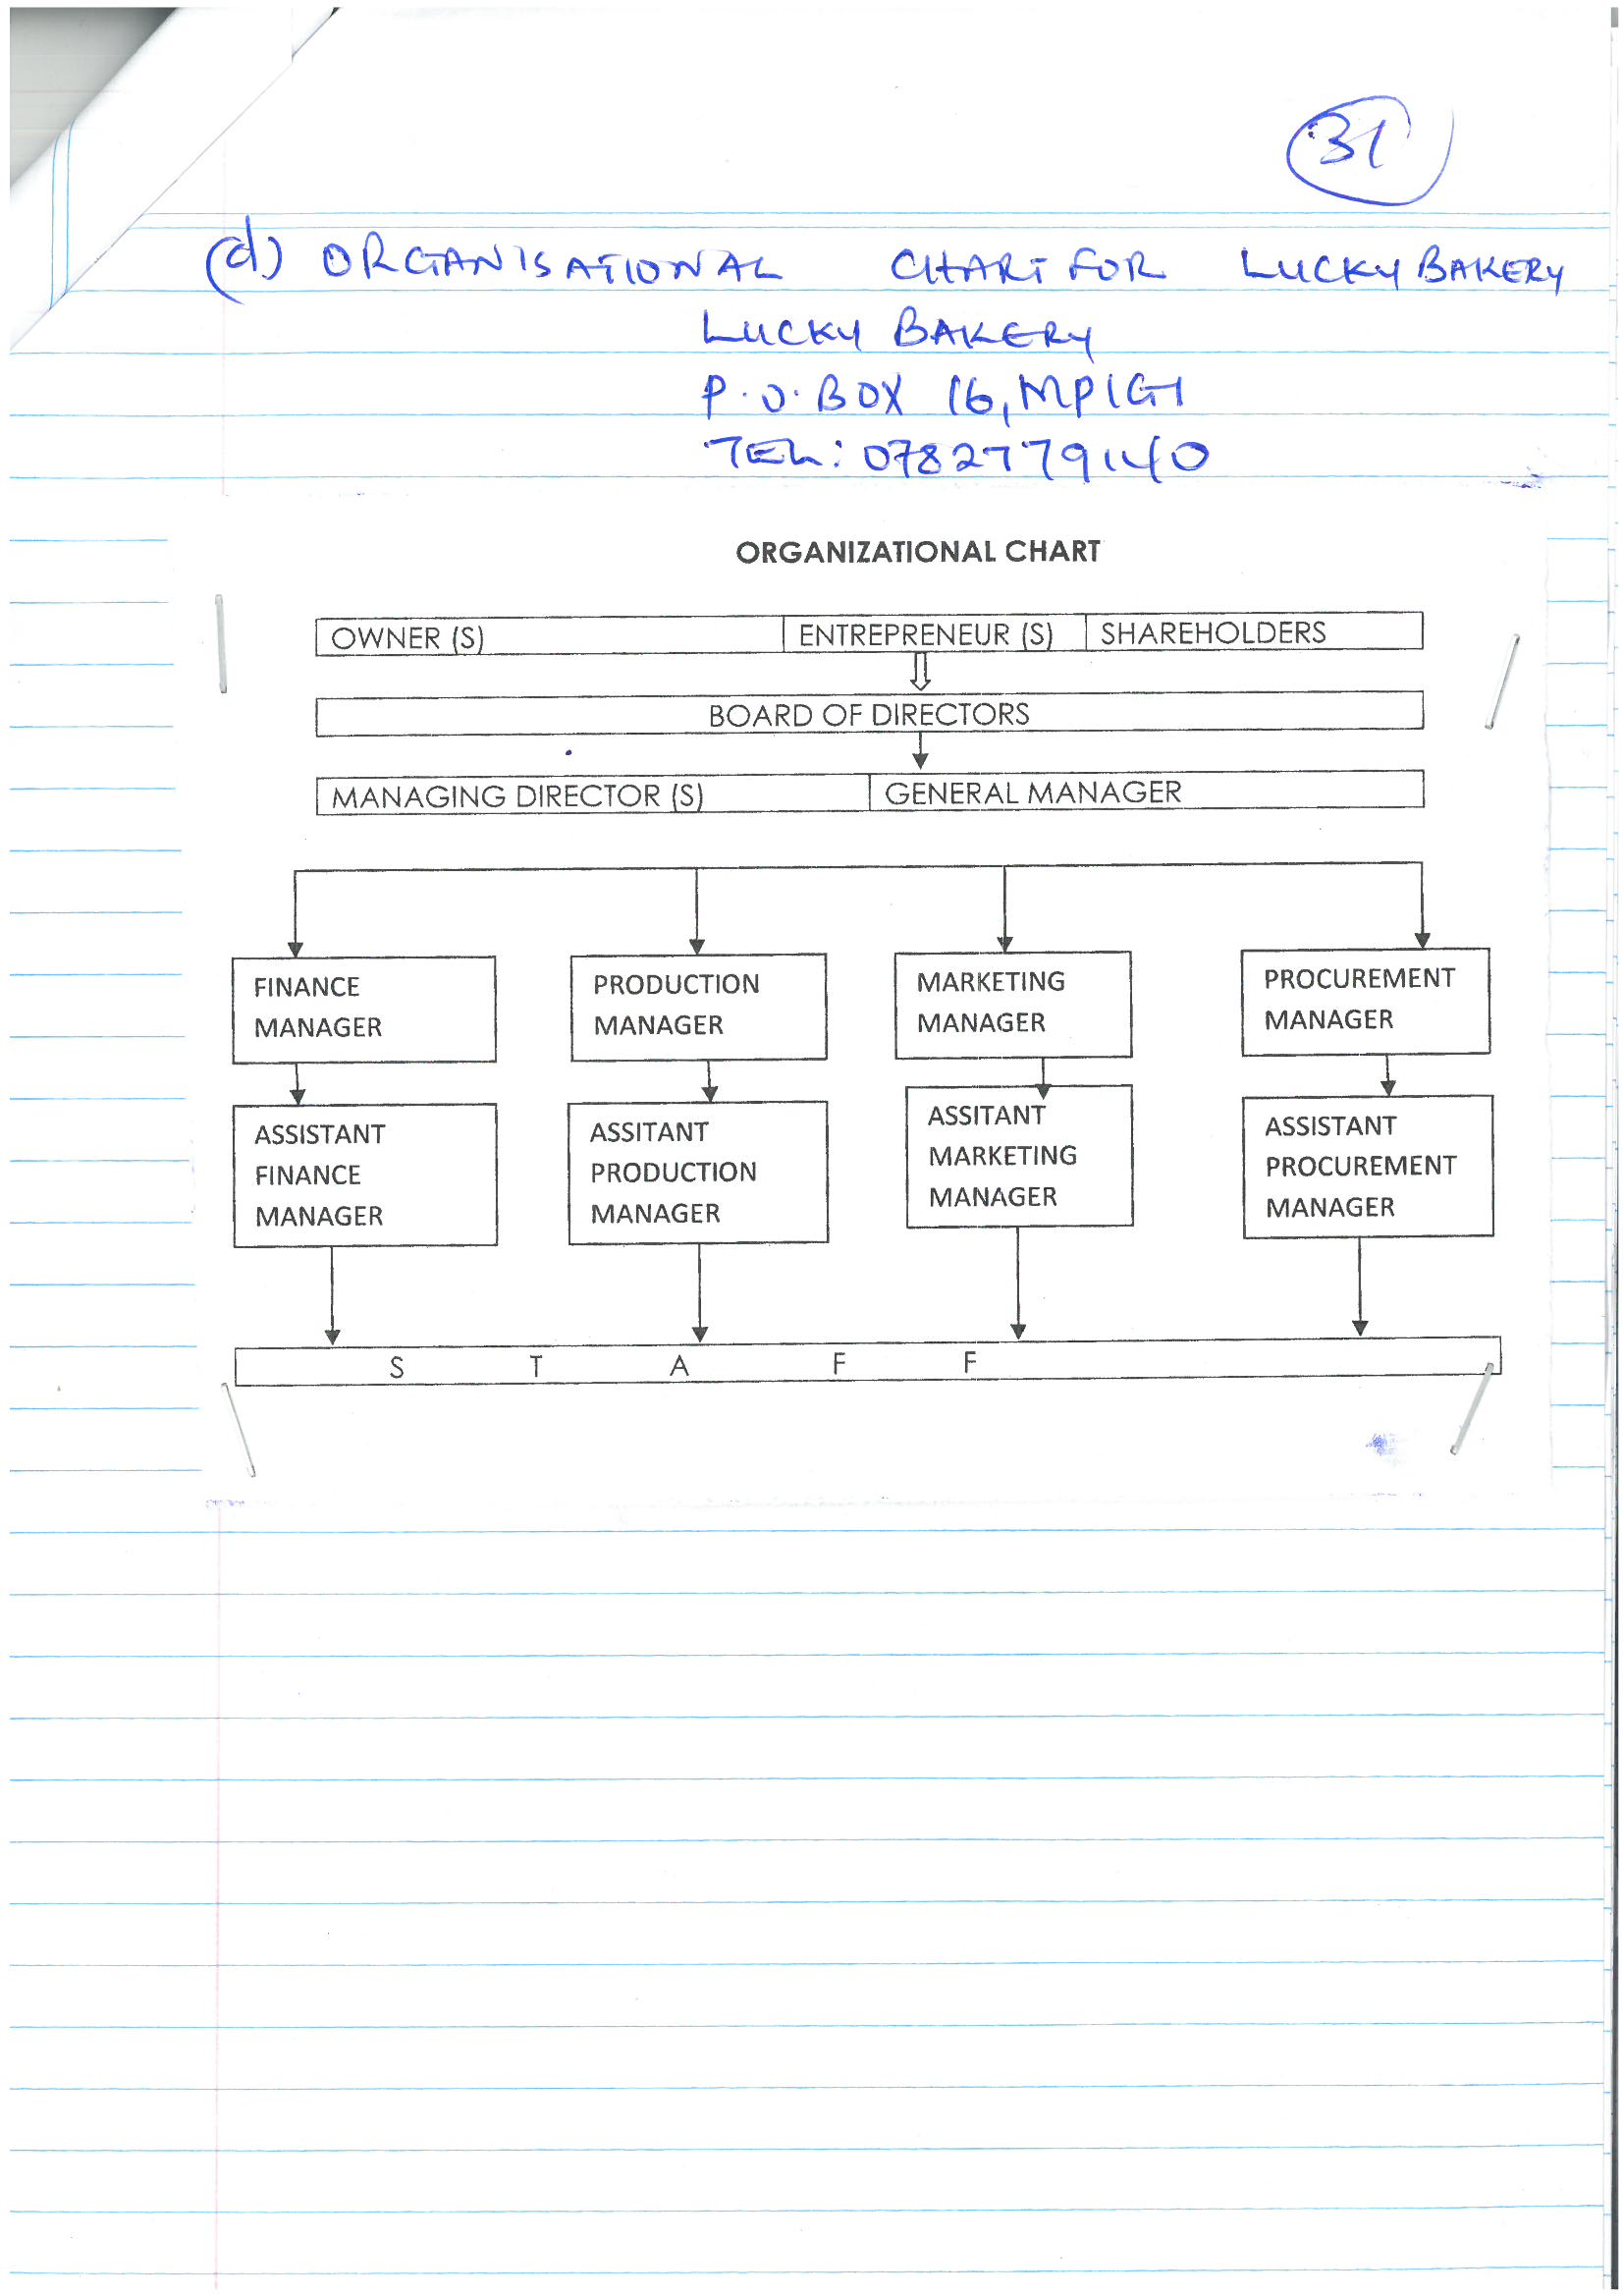 31
(d) ORGANISATIONAL CHART FOR LUCKY BAKERY
LUCKY BAKERY
P.O. BOX 16, MPIGI
TEL: 0782779140
ORGANIZATIONAL CHART
OWNER (S) ENTREPRENEUR (S) SHAREHOLDERS
BOARD OF DIRECTORS
MANAGING DIRECTOR (S) GENERAL MANAGER
FINANCE
MANAGER
PRODUCTION
MANAGER
MARKETING
MANAGER
PROCUREMENT
MANAGER
ASSISTANT
FINANCE
MANAGER
ASSITANT
PRODUCTION
MANAGER
ASSITANT
MARKETING
MANAGER
ASSISTANT
PROCUREMENT
MANAGER
S T A F F